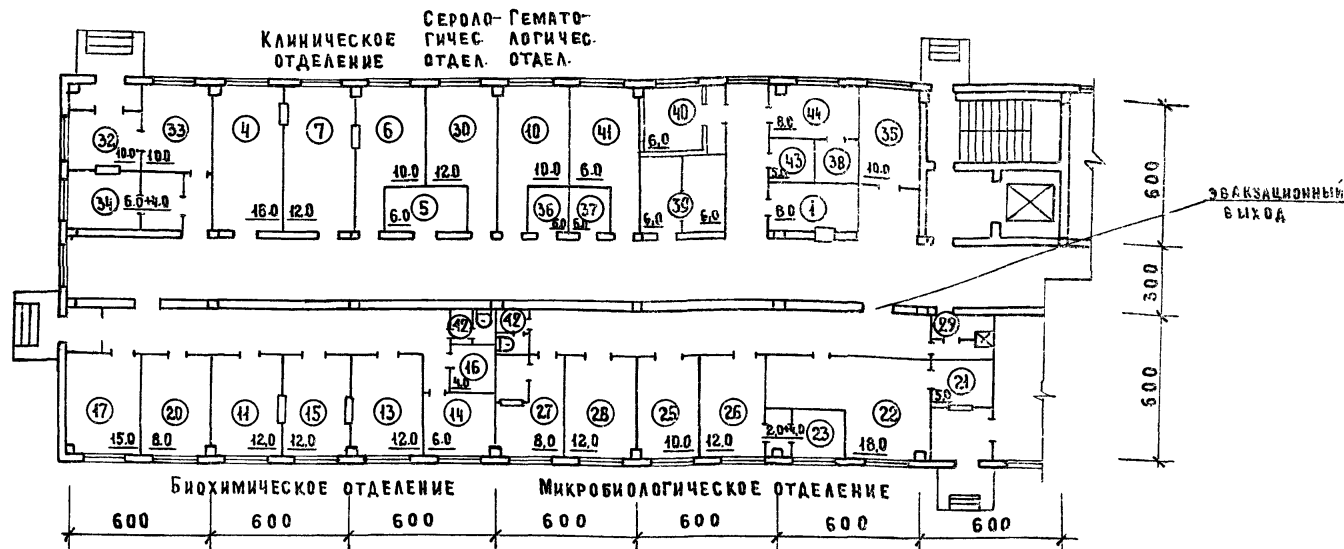 СЕРОЛО- ГЕМАТО-
КЛИНИЧЕСКОЕ ГИЧЕС. ЛОГИЧЕС.
ОТДЕЛЕНИЕ ОТДЕЛ. ОТДЕЛ.
32 33 4 7 6 30 10 41 40 44 35
10.0 10.0 10.0 12.0 10.0 6.0 6.0 8.0 10.0
43 38
5.0
34 6.0+4.0 16.0 12.0 5 6.0 36 37 6.0 6.0 39 6.0 6.0 1 8.0
ЭВАКУАЦИОННЫЙ
ВЫХОД
600
300
600
42 42 29
16 4.0 21 5.0
17 20 11 15 13 14 27 28 25 26 23 22
15.0 8.0 12.0 12.0 12.0 6.0 8,0 12,0 10.0 12.0 2,0+4.0 18,0
БИОХИМИЧЕСКОЕ ОТДЕЛЕНИЕ МИКРОБИОЛОГИЧЕСКОЕ ОТДЕЛЕНИЕ
600 600 600 600 600 600 600